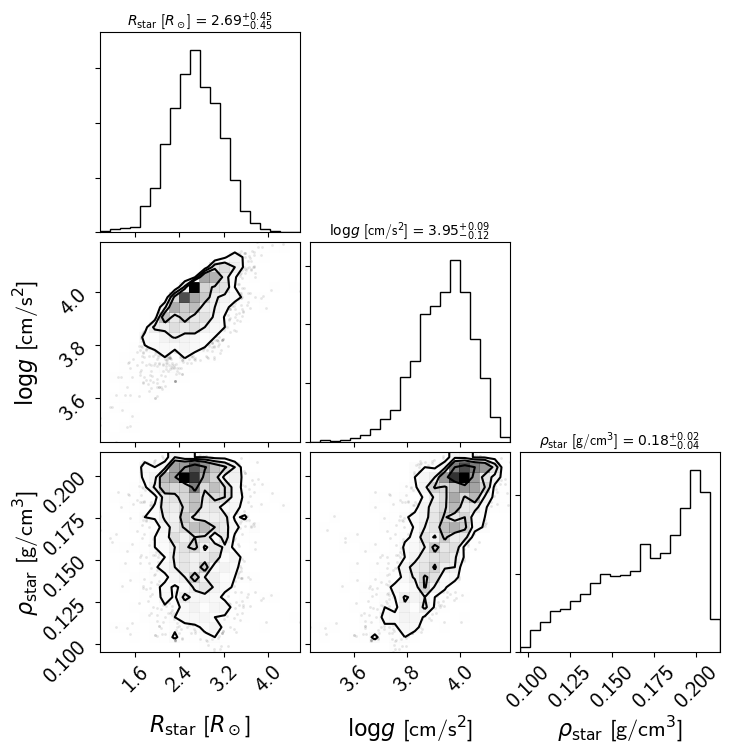 R_star [R_⊙] = 2.69^{+0.45}_{-0.45}
log g [cm/s²] = 3.95^{+0.09}_{-0.12}
log g [cm/s²]
4.0
3.8
3.6
ρ_star [g/cm³] = 0.18^{+0.02}_{-0.04}
ρ_star [g/cm³]
0.200
0.175
0.150
0.125
0.100
1.6 2.4 3.2 4.0
3.6 3.8 4.0
0.100 0.125 0.150 0.175 0.200
R_star [R_⊙]
log g [cm/s²]
ρ_star [g/cm³]